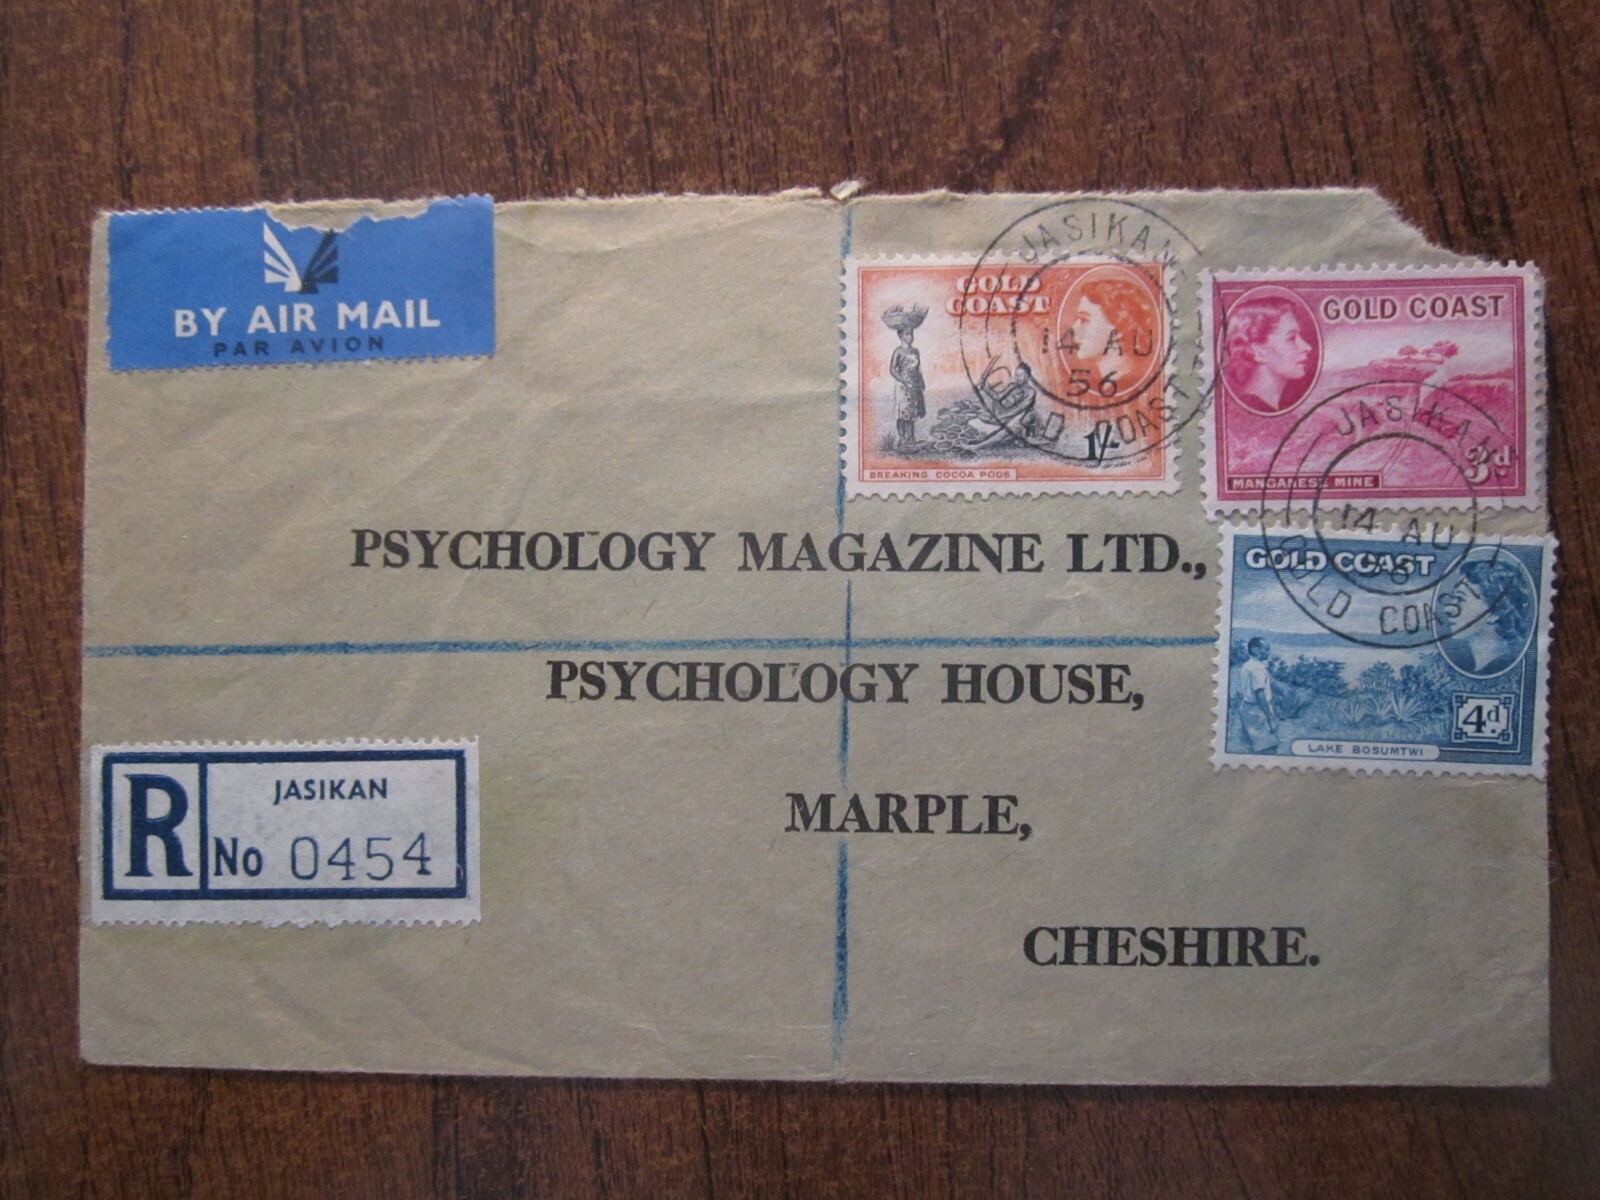 BY AIR MAIL
PAR AVION
GOLD
COAST
BREAKING COCOA PODS
1/-
JASIKAN
14 AU
56
GOLD COAST
GOLD COAST
MANGANESE MINE
3d
JASIKAN
14 AU
56
GOLD COAST
GOLD COAST
LAKE BOSUMTWI
4d
PSYCHOLOGY MAGAZINE LTD.,
PSYCHOLOGY HOUSE,
MARPLE,
CHESHIRE.
R
JASIKAN
No 0454